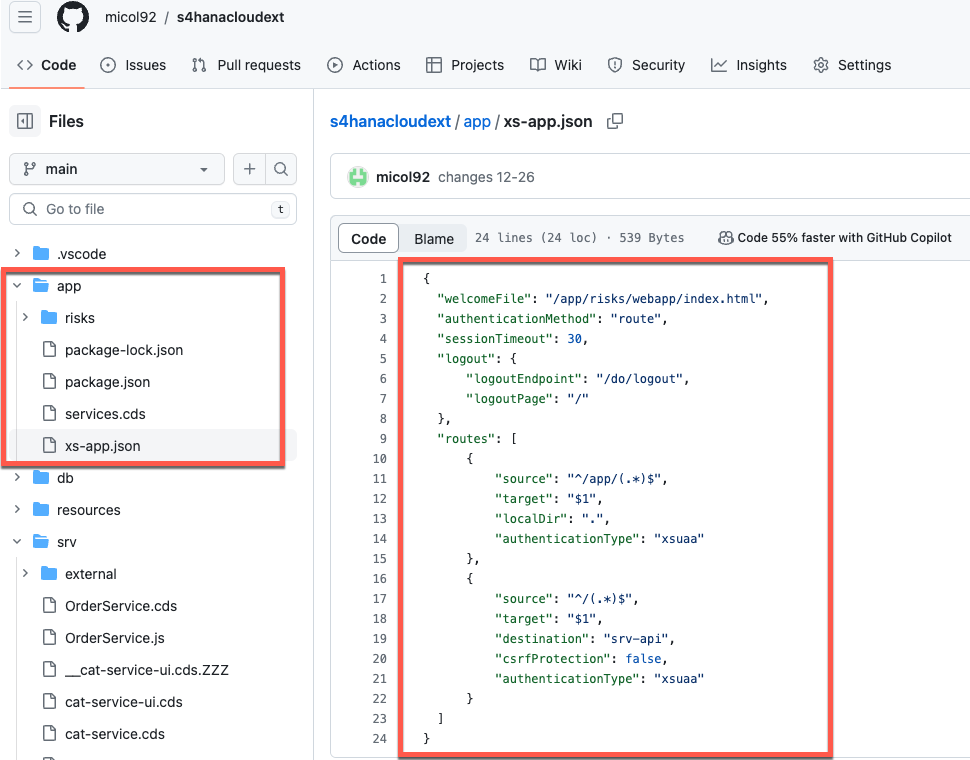 micol92 / s4hanacloudext
Code Issues Pull requests Actions Projects Wiki Security Insights Settings
Files
main
Go to file t
.vscode
app
risks
package-lock.json
package.json
services.cds
xs-app.json
db
resources
srv
external
OrderService.cds
OrderService.js
__cat-service-ui.cds.ZZZ
cat-service-ui.cds
cat-service.cds
s4hanacloudext / app / xs-app.json
micol92 changes 12-26
Code Blame 24 lines (24 loc) · 539 Bytes Code 55% faster with GitHub Copilot
1 {
2 "welcomeFile": "/app/risks/webapp/index.html",
3 "authenticationMethod": "route",
4 "sessionTimeout": 30,
5 "logout": {
6 "logoutEndpoint": "/do/logout",
7 "logoutPage": "/"
8 },
9 "routes": [
10 {
11 "source": "^/app/(.*)$",
12 "target": "$1",
13 "localDir": ".",
14 "authenticationType": "xsuaa"
15 },
16 {
17 "source": "^/(.*)$",
18 "target": "$1",
19 "destination": "srv-api",
20 "csrfProtection": false,
21 "authenticationType": "xsuaa"
22 }
23 ]
24 }